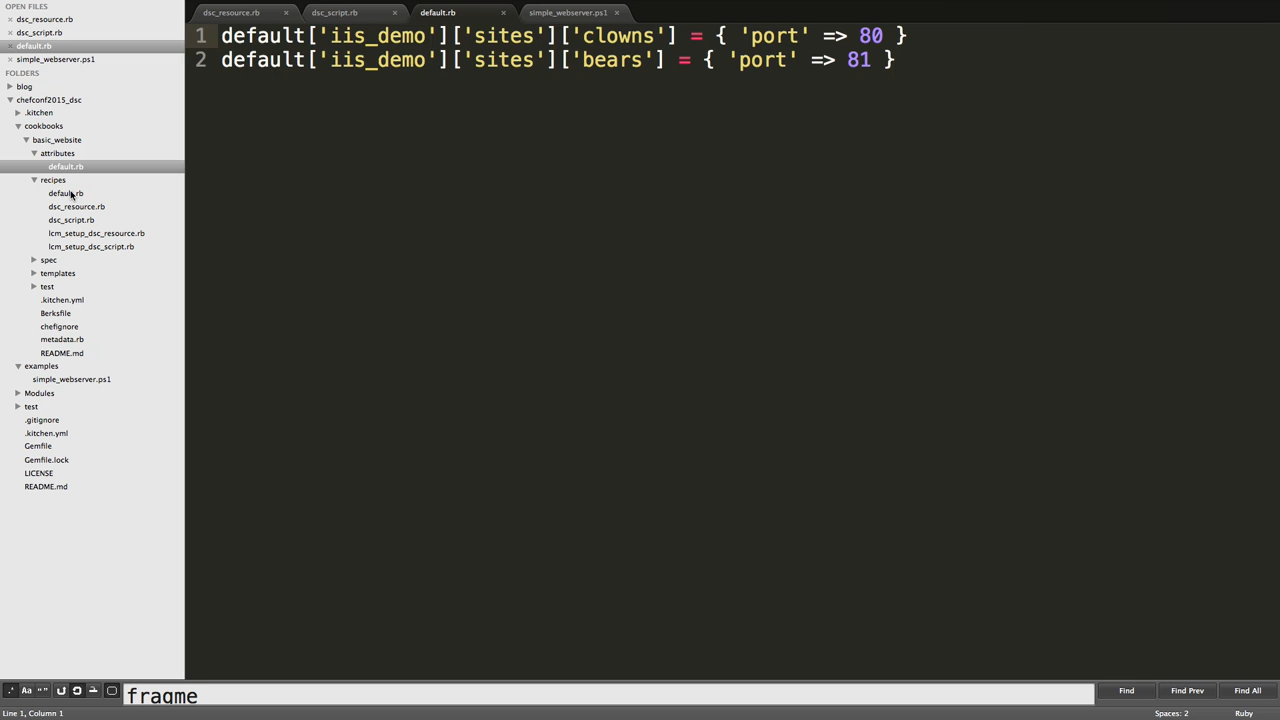 OPEN FILES
dsc_resource.rb
dsc_script.rb
default.rb
simple_webserver.ps1
FOLDERS
blog
chefconf2015_dsc
.kitchen
cookbooks
basic_website
attributes
default.rb
recipes
default.rb
dsc_resource.rb
dsc_script.rb
lcm_setup_dsc_resource.rb
lcm_setup_dsc_script.rb
spec
templates
test
.kitchen.yml
Berksfile
chefignore
metadata.rb
README.md
examples
simple_webserver.ps1
Modules
test
.gitignore
.kitchen.yml
Gemfile
Gemfile.lock
LICENSE
README.md
dsc_resource.rb dsc_script.rb default.rb simple_webserver.ps1
1 default['iis_demo']['sites']['clowns'] = { 'port' => 80 }
2 default['iis_demo']['sites']['bears'] = { 'port' => 81 }
.* Aa “” fragme Find Find Prev Find All
Line 1, Column 1 Spaces: 2 Ruby